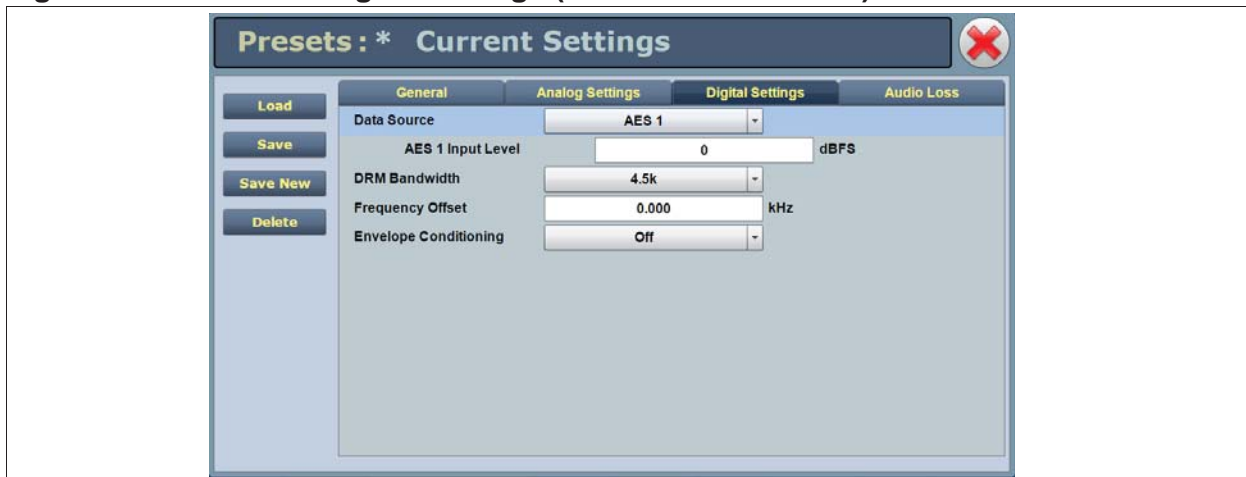 Presets:* Current Settings
Load
Save
Save New
Delete
General Analog Settings Digital Settings Audio Loss
Data Source AES 1
AES 1 Input Level 0 dBFS
DRM Bandwidth 4.5k
Frequency Offset 0.000 kHz
Envelope Conditioning Off